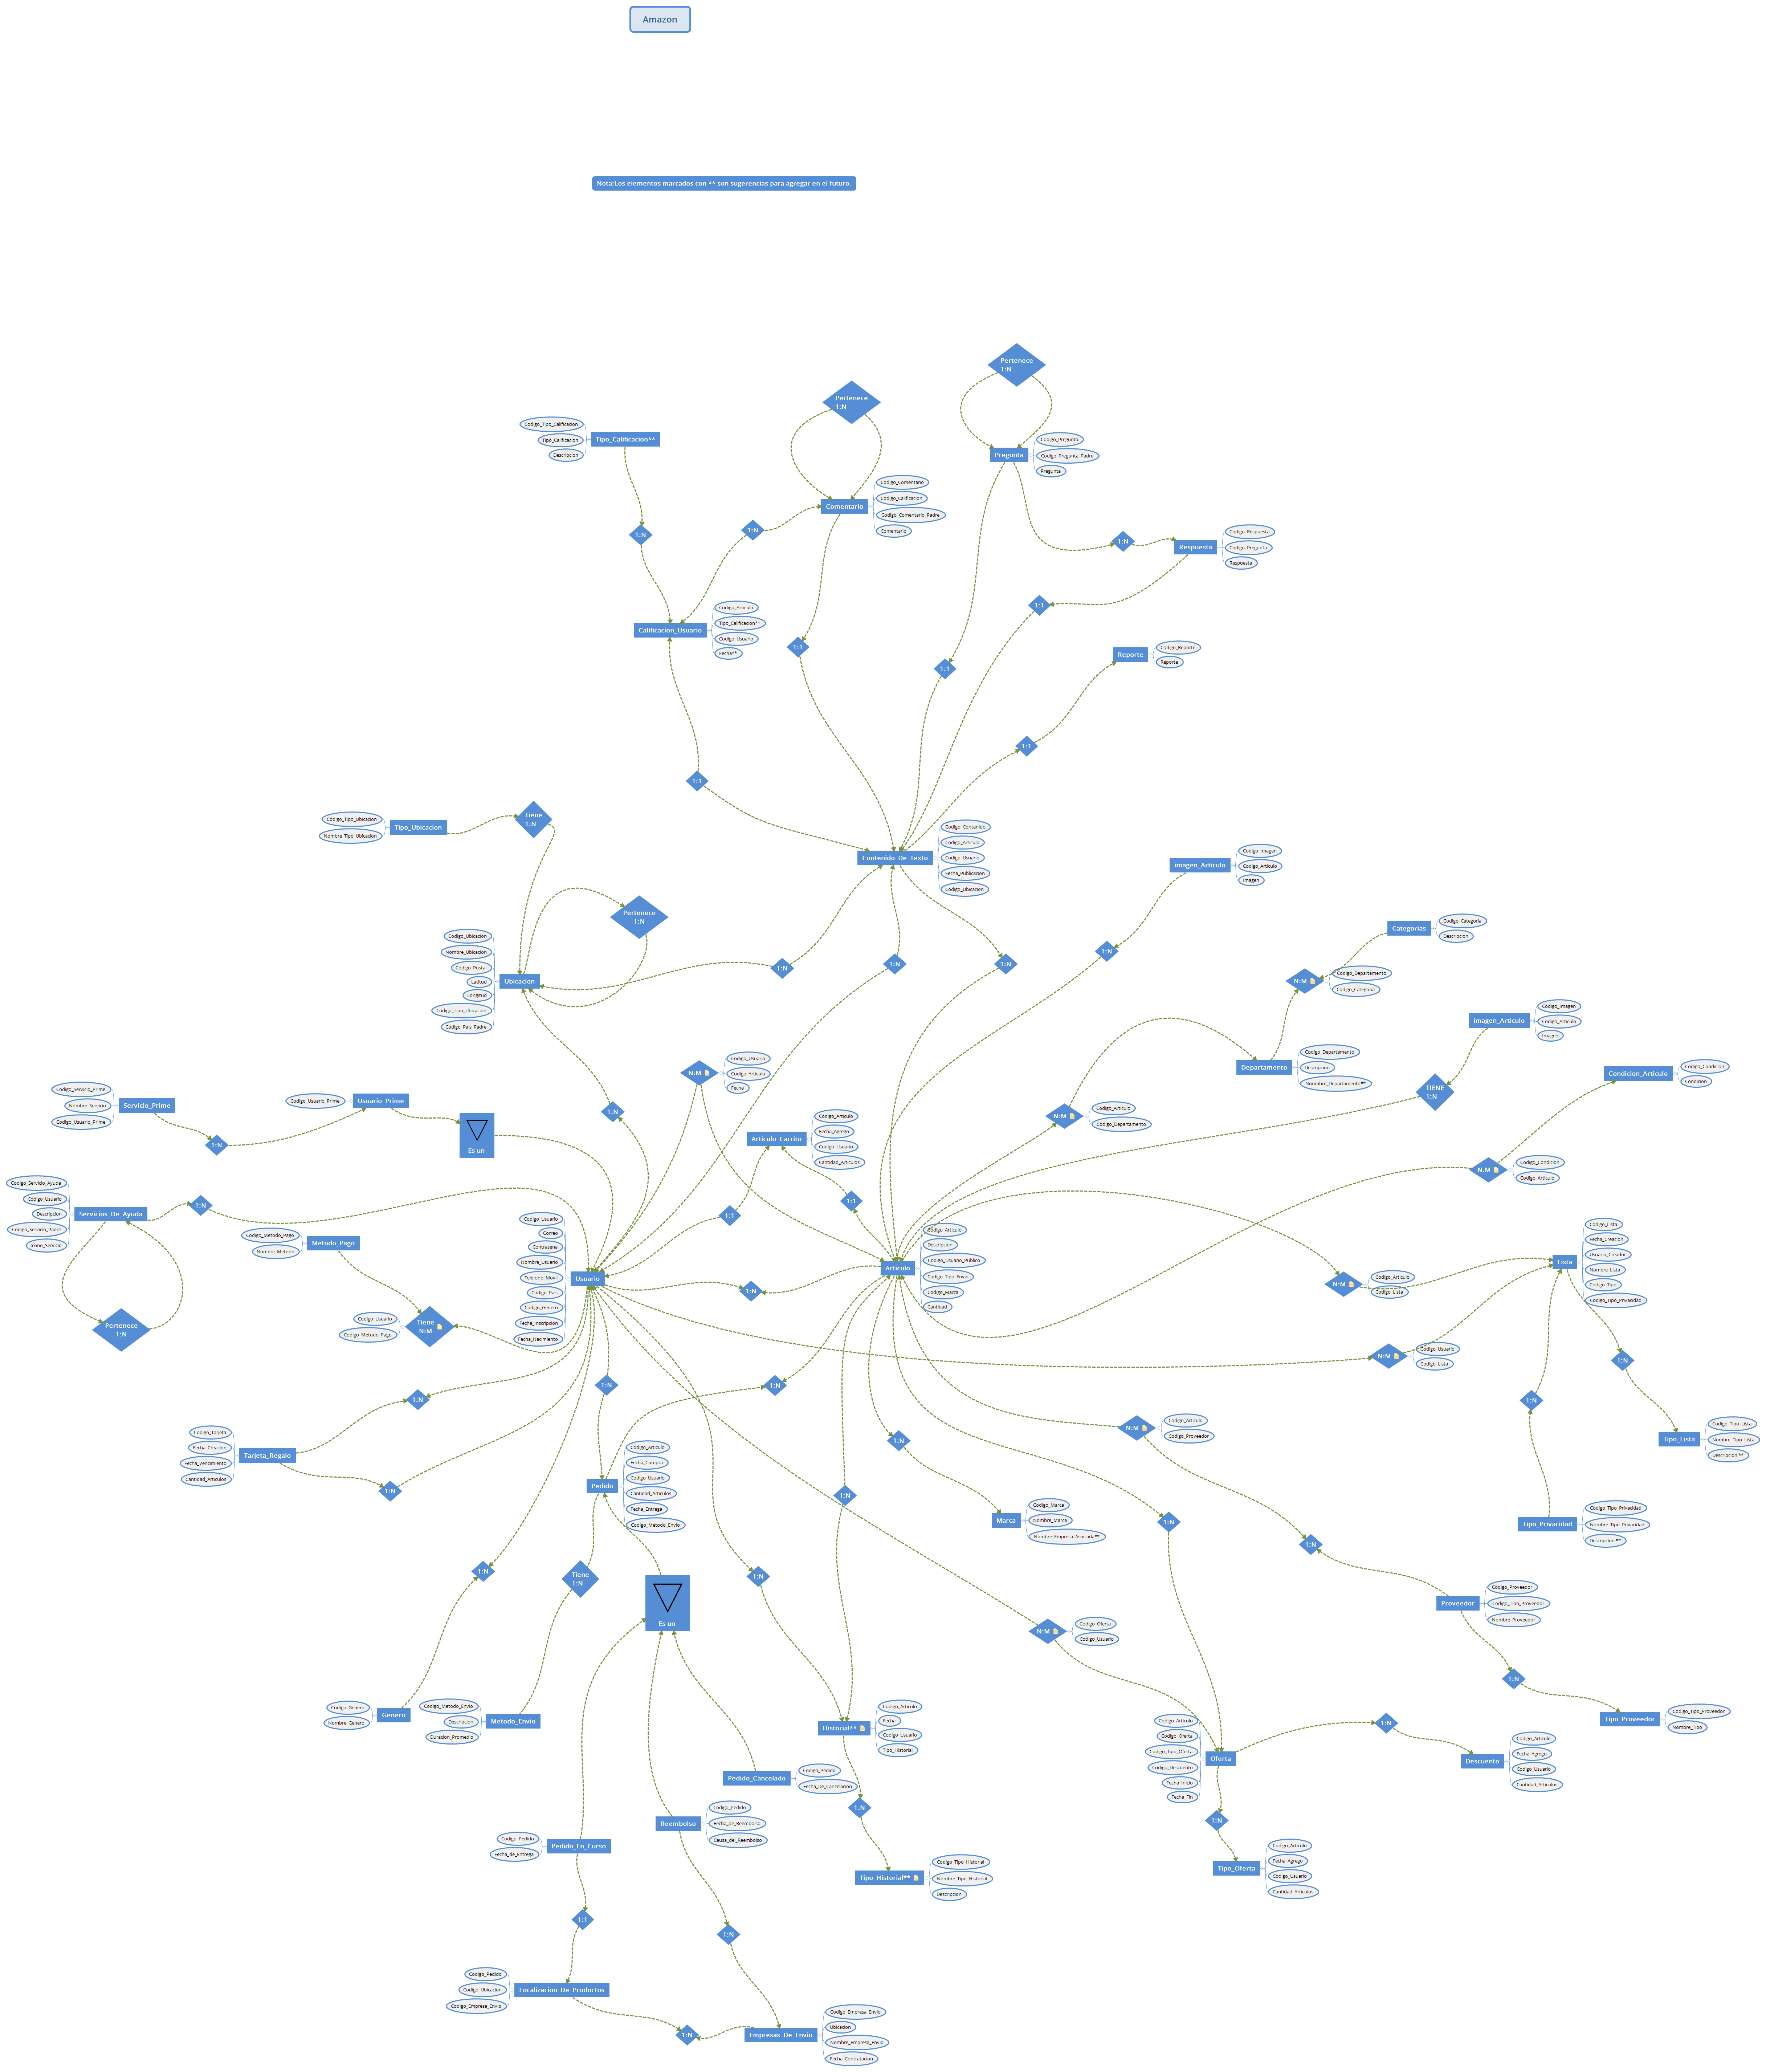 Amazon
Nota:Los elementos marcados con ** son sugerencias para agregar en el futuro.
Pertenece
1:N
Pertenece
1:N
Codigo_Tipo_Calificacion
Tipo_Calificacion
Descripcion
Tipo_Calificacion**
Pregunta
Codigo_Pregunta
Codigo_Pregunta_Padre
Pregunta
Comentario
Codigo_Comentario
Codigo_Calificacion
Codigo_Comentario_Padre
Comentario
1:N
1:N
1:N
Respuesta
Codigo_Respuesta
Codigo_Pregunta
Respuesta
1:1
Calificacion_Usuario
Codigo_Articulo
Tipo_Calificacion**
Codigo_Usuario
Fecha**
1:1
1:1
Reporte
Codigo_Reporte
Reporte
1:1
1:1
Codigo_Tipo_Ubicacion
Nombre_Tipo_Ubicacion
Tipo_Ubicacion
Tiene
1:N
Contenido_De_Texto
Codigo_Contenido
Codigo_Articulo
Codigo_Usuario
Fecha_Publicacion
Codigo_Ubicacion
imagen_Articulo
Codigo_Imagen
Codigo_Articulo
Imagen
Pertenece
1:N
Categorias
Codigo_Categoria
Descripcion
1:N
Codigo_Ubicacion
Nombre_Ubicacion
Codigo_Postal
Latitud
Longitud
Codigo_Tipo_Ubicacion
Codigo_Pais_Padre
Ubicacion
1:N
1:N
1:N
N:M
Codigo_Departamento
Codigo_Categoria
imagen_Articulo
Codigo_Imagen
Codigo_Articulo
Imagen
Departamento
Codigo_Departamento
Descripcion
Nonmbre_Departamento**
N:M
Codigo_Usuario
Codigo_Articulo
Fecha
Condicion_Articulo
Codigo_Condicion
Condicion
TIENE
1:N
Codigo_Servicio_Prime
Nombre_Servicio
Codigo_Usuario_Prime
Servicio_Prime
Codigo_Usuario_Prime
Usuario_Prime
Es un
1:N
1:N
N:M
Codigo_Articulo
Codigo_Departamento
Articulo_Carrito
Codigo_Articulo
Fecha_Agrego
Codigo_Usuario
Cantidad_Articulos
N.M
Codigo_Condicion
Codigo_Articulo
Codigo_Servicio_Ayuda
Codigo_Usuario
Descripcion
Codigo_Servicio_Padre
Icono_Servicio
Servicios_De_Ayuda
1:N
1:1
1:1
Codigo_Metodo_Pago
Nombre_Metodo
Metodo_Pago
Codigo_Usuario
Correo
Contraseña
Nombre_Usuario
Telefono_Movil
Codigo_Pais
Codigo_Genero
Fecha_Inscripcion
Fecha_Nacimiento
Usuario
Articulo
Codigo_Articulo
Descripcion
Codigo_Usuario_Publico
Codigo_Tipo_Envio
Codigo_Marca
Cantidad
Lista
Codigo_Lista
Fecha_Creacion
Usuario_Creador
Nombre_Lista
Codigo_Tipo
Codigo_Tipo_Privacidad
1:N
N:M
Codigo_Articulo
Codigo_Lista
Pertenece
1:N
Codigo_Usuario
Codigo_Metodo_Pago
Tiene
N:M
N:M
Codigo_Usuario
Codigo_Lista
1:N
1:N
1:N
1:N
1:N
N:M
Codigo_Articulo
Codigo_Proveedor
1:N
Tipo_Lista
Codigo_Tipo_Lista
Nombre_Tipo_Lista
Descripcion **
Codigo_Tarjeta
Fecha_Creacion
Fecha_Vencimiento
Cantidad_Articulos
Tarjeta_Regalo
1:N
Pedido
Codigo_Articulo
Fecha_Compra
Codigo_Usuario
Cantidad_Articulos
Fecha_Entrega
Codigo_Metodo_Envio
1:N
Marca
Codigo_Marca
Nombre_Marca
Nombre_Empresa_Asociada**
1:N
Tipo_Privacidad
Codigo_Tipo_Privacidad
Nombre_Tipo_Privacidad
Descripcion **
1:N
1:N
Tiene
1:N
1:N
Es un
Proveedor
Codigo_Proveedor
Codigo_Tipo_Proveedor
Nombre_Proveedor
N:M
Codigo_Oferta
Codigo_Usuario
1:N
Codigo_Genero
Nombre_Genero
Genero
Codigo_Metodo_Envio
Descripcion
Duracion_Promedio
Metodo_Envio
Historial**
Codigo_Articulo
Fecha
Codigo_Usuario
Tipo_Historial
Tipo_Proveedor
Codigo_Tipo_Proveedor
Nombre_Tipo
1:N
Codigo_Articulo
Codigo_Oferta
Codigo_Tipo_Oferta
Codigo_Descuento
Fecha_Inicio
Fecha_Fin
Oferta
Descuento
Codigo_Articulo
Fecha_Agrego
Codigo_Usuario
Cantidad_Articulos
Pedido_Cancelado
Codigo_Pedido
Fecha_De_Cancelacion
1:N
1:N
Reembolso
Codigo_Pedido
Fecha_de_Reembolso
Causa_del_Reembolso
Codigo_Pedido
Fecha_de_Entrega
Pedido_En_Curso
Tipo_Oferta
Codigo_Articulo
Fecha_Agrego
Codigo_Usuario
Cantidad_Articulos
Tipo_Historial**
Codigo_Tipo_Historial
Nombre_Tipo_Historial
Descripcion
1:1
1:N
Codigo_Pedido
Codigo_Ubicacion
Codigo_Empresa_Envio
Localizacion_De_Productos
1:N
Empresas_De_Envio
Codigo_Empresa_Envio
Ubicacion
Nombre_Empresa_Envio
Fecha_Contratacion